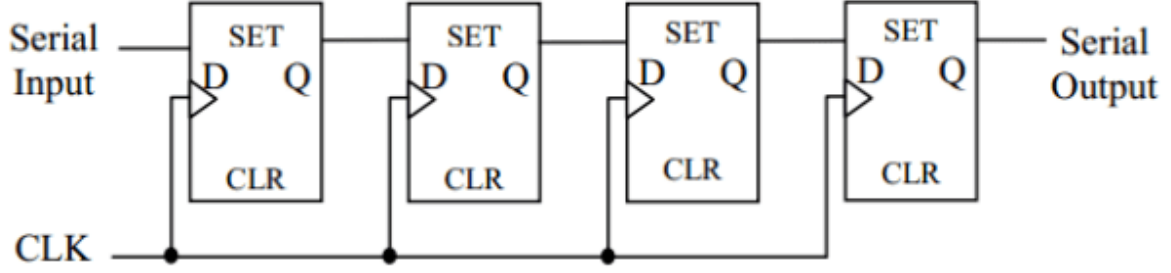 Serial
Input
SET
D Q
CLR
SET
D Q
CLR
SET
D Q
CLR
SET
D Q
CLR
Serial
Output
CLK